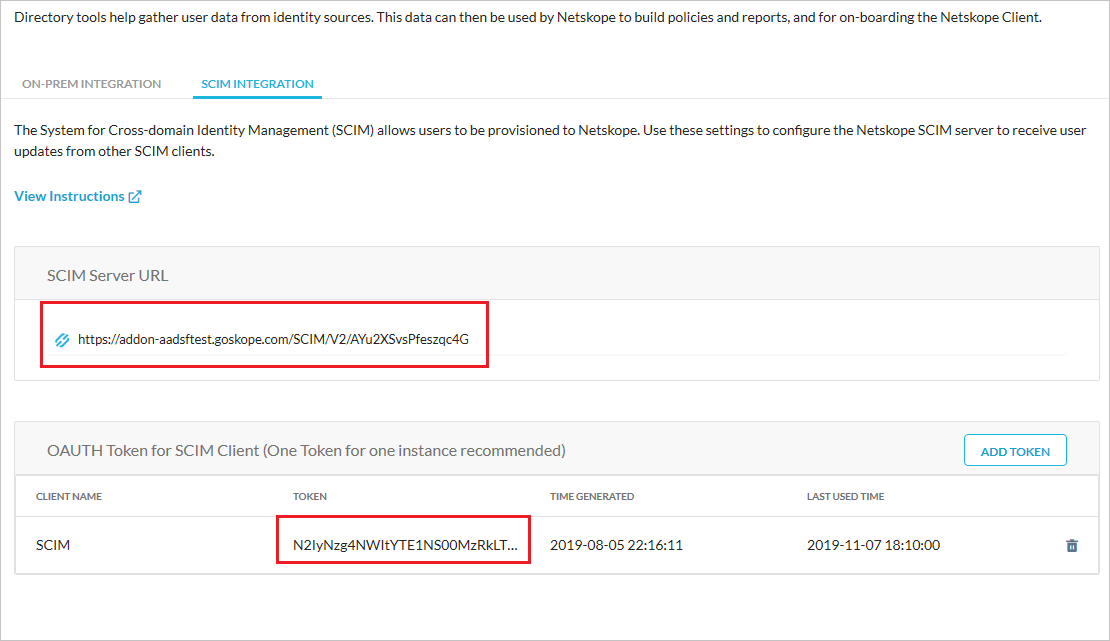 Directory tools help gather user data from identity sources. This data can then be used by Netskope to build policies and reports, and for on-boarding the Netskope Client.
ON-PREM INTEGRATION
SCIM INTEGRATION
The System for Cross-domain Identity Management (SCIM) allows users to be provisioned to Netskope. Use these settings to configure the Netskope SCIM server to receive user
updates from other SCIM clients.
View Instructions
SCIM Server URL
https://addon-aadsftest.goskope.com/SCIM/V2/AYu2XSvsPfeszqc4G
OAUTH Token for SCIM Client (One Token for one instance recommended)
ADD TOKEN
CLIENT NAME TOKEN TIME GENERATED LAST USED TIME
SCIM N2IyNzg4NWItYTE1NS00MzRkLT... 2019-08-05 22:16:11 2019-11-07 18:10:00